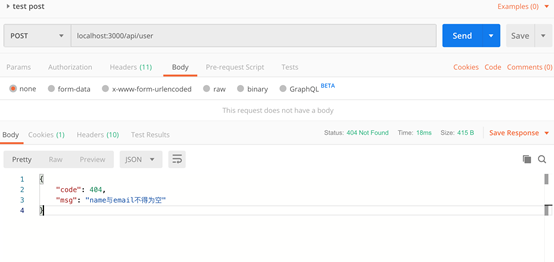 test post
Examples (0)
POST
localhost:3000/api/user
Send
Save
Params
Authorization
Headers (11)
Body
Pre-request Script
Tests
Cookies
Code
Comments (0)
none
form-data
x-www-form-urlencoded
raw
binary
GraphQL BETA
This request does not have a body
Body
Cookies (1)
Headers (10)
Test Results
Status: 404 Not Found
Time: 18ms
Size: 415 B
Save Response
Pretty
Raw
Preview
JSON
1 {
2 "code": 404,
3 "msg": "name与email不得为空"
4 }